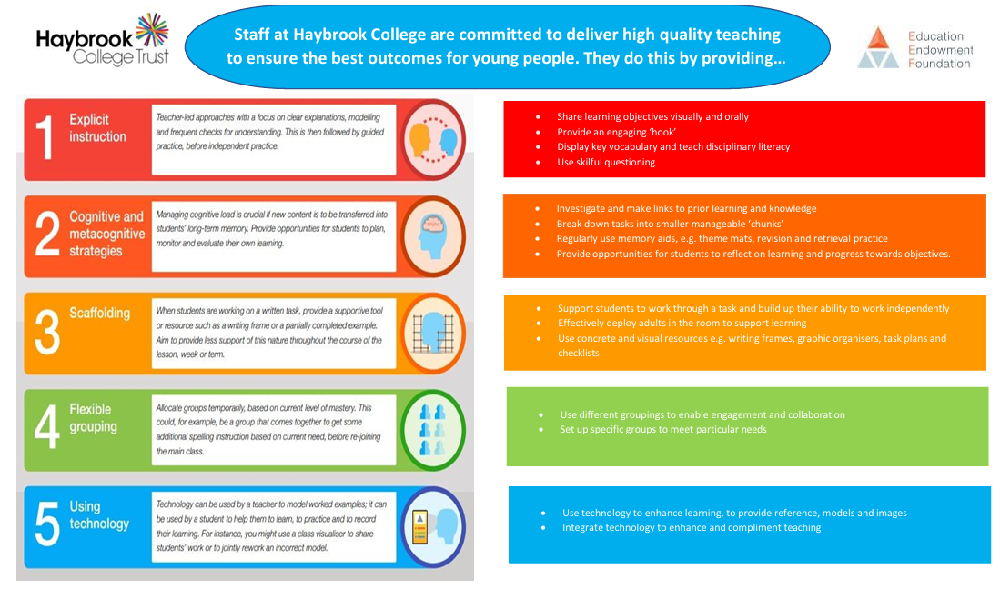 Haybrook
College Trust
Staff at Haybrook College are committed to deliver high quality teaching
to ensure the best outcomes for young people. They do this by providing…
Education
Endowment
Foundation
1
Explicit
instruction
Teacher-led approaches with a focus on clear explanations, modelling
and frequent checks for understanding. This is then followed by guided
practice, before independent practice.
• Share learning objectives visually and orally
• Provide an engaging ‘hook’
• Display key vocabulary and teach disciplinary literacy
• Use skilful questioning
2
Cognitive and
metacognitive
strategies
Managing cognitive load is crucial if new content is to be transferred into
students' long-term memory. Provide opportunities for students to plan,
monitor and evaluate their own learning.
• Investigate and make links to prior learning and knowledge
• Break down tasks into smaller manageable ‘chunks’
• Regularly use memory aids, e.g. theme mats, revision and retrieval practice
• Provide opportunities for students to reflect on learning and progress towards objectives.
3
Scaffolding
When students are working on a written task, provide a supportive tool
or resource such as a writing frame or a partially completed example.
Aim to provide less support of this nature throughout the course of the
lesson, week or term.
• Support students to work through a task and build up their ability to work independently
• Effectively deploy adults in the room to support learning
• Use concrete and visual resources e.g. writing frames, graphic organisers, task plans and
checklists
4
Flexible
grouping
Allocate groups temporarily, based on current level of mastery. This
could, for example, be a group that comes together to get some
additional spelling instruction based on current need, before re-joining
the main class.
• Use different groupings to enable engagement and collaboration
• Set up specific groups to meet particular needs
5
Using
technology
Technology can be used by a teacher to model worked examples; it can
be used by a student to help them to learn, to practice and to record
their learning. For instance, you might use a class visualiser to share
students' work or to jointly rework an incorrect model.
• Use technology to enhance learning, to provide reference, models and images
• Integrate technology to enhance and compliment teaching